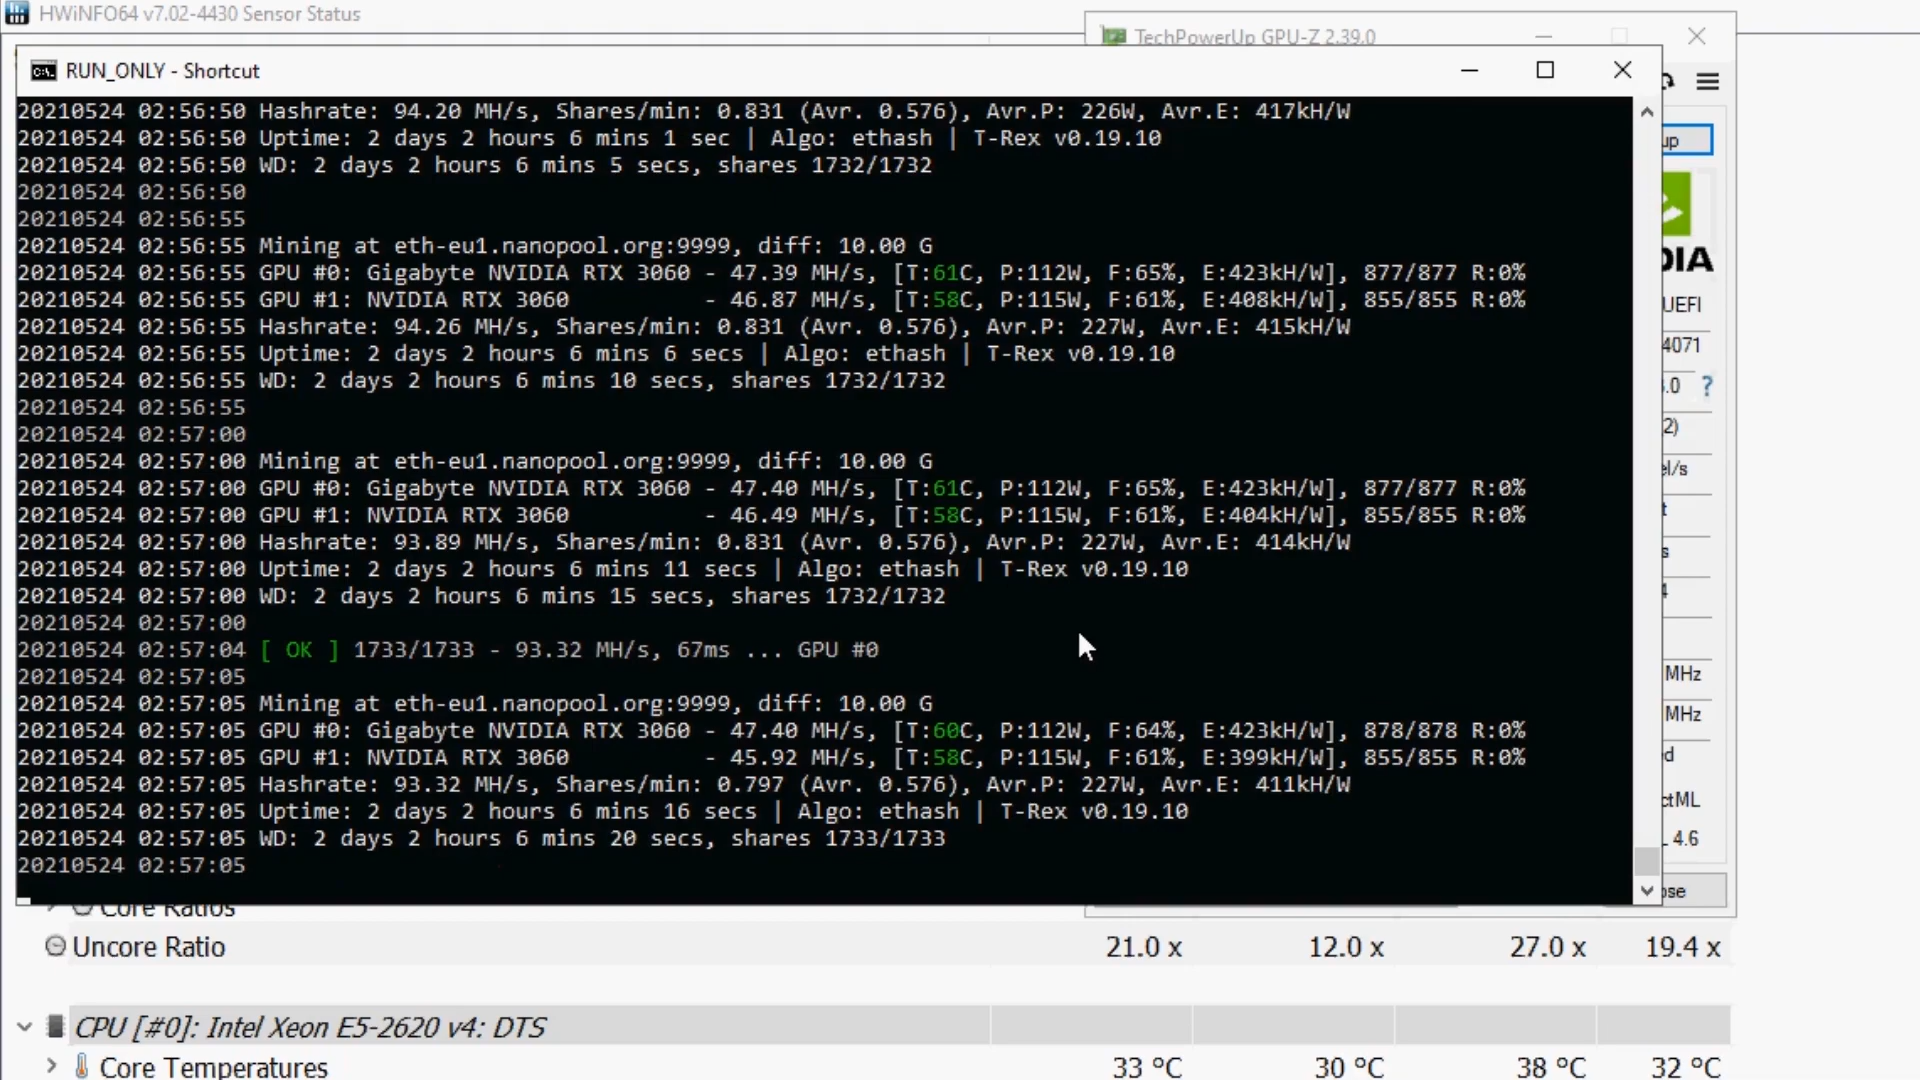 HWiNFO64 v7.02-4430 Sensor Status
TechPowerUp GPU-Z 2.39.0
RUN_ONLY - Shortcut
20210524 02:56:50 Hashrate: 94.20 MH/s, Shares/min: 0.831 (Avr. 0.576), Avr.P: 226W, Avr.E: 417kH/W
20210524 02:56:50 Uptime: 2 days 2 hours 6 mins 1 sec | Algo: ethash | T-Rex v0.19.10
20210524 02:56:50 WD: 2 days 2 hours 6 mins 5 secs, shares 1732/1732
20210524 02:56:50
20210524 02:56:55
20210524 02:56:55 Mining at eth-eu1.nanopool.org:9999, diff: 10.00 G
20210524 02:56:55 GPU #0: Gigabyte NVIDIA RTX 3060 - 47.39 MH/s, [T:61C, P:112W, F:65%, E:423kH/W], 877/877 R:0%
20210524 02:56:55 GPU #1: NVIDIA RTX 3060 - 46.87 MH/s, [T:58C, P:115W, F:61%, E:408kH/W], 855/855 R:0%
20210524 02:56:55 Hashrate: 94.26 MH/s, Shares/min: 0.831 (Avr. 0.576), Avr.P: 227W, Avr.E: 415kH/W
20210524 02:56:55 Uptime: 2 days 2 hours 6 mins 6 secs | Algo: ethash | T-Rex v0.19.10
20210524 02:56:55 WD: 2 days 2 hours 6 mins 10 secs, shares 1732/1732
20210524 02:56:55
20210524 02:57:00
20210524 02:57:00 Mining at eth-eu1.nanopool.org:9999, diff: 10.00 G
20210524 02:57:00 GPU #0: Gigabyte NVIDIA RTX 3060 - 47.40 MH/s, [T:61C, P:112W, F:65%, E:423kH/W], 877/877 R:0%
20210524 02:57:00 GPU #1: NVIDIA RTX 3060 - 46.49 MH/s, [T:58C, P:115W, F:61%, E:404kH/W], 855/855 R:0%
20210524 02:57:00 Hashrate: 93.89 MH/s, Shares/min: 0.831 (Avr. 0.576), Avr.P: 227W, Avr.E: 414kH/W
20210524 02:57:00 Uptime: 2 days 2 hours 6 mins 11 secs | Algo: ethash | T-Rex v0.19.10
20210524 02:57:00 WD: 2 days 2 hours 6 mins 15 secs, shares 1732/1732
20210524 02:57:00
20210524 02:57:04 [ OK ] 1733/1733 - 93.32 MH/s, 67ms ... GPU #0
20210524 02:57:05
20210524 02:57:05 Mining at eth-eu1.nanopool.org:9999, diff: 10.00 G
20210524 02:57:05 GPU #0: Gigabyte NVIDIA RTX 3060 - 47.40 MH/s, [T:60C, P:112W, F:64%, E:423kH/W], 878/878 R:0%
20210524 02:57:05 GPU #1: NVIDIA RTX 3060 - 45.92 MH/s, [T:58C, P:115W, F:61%, E:399kH/W], 855/855 R:0%
20210524 02:57:05 Hashrate: 93.32 MH/s, Shares/min: 0.797 (Avr. 0.576), Avr.P: 227W, Avr.E: 411kH/W
20210524 02:57:05 Uptime: 2 days 2 hours 6 mins 16 secs | Algo: ethash | T-Rex v0.19.10
20210524 02:57:05 WD: 2 days 2 hours 6 mins 20 secs, shares 1733/1733
20210524 02:57:05
up
DIA
UEFI
4071
.0 ?
2)
el/s
t
s
4
MHz
MHz
ed
ctML
4.6
ose
Core Ratios
Uncore Ratio 21.0 x 12.0 x 27.0 x 19.4 x
CPU [#0]: Intel Xeon E5-2620 v4: DTS
Core Temperatures 33 °C 30 °C 38 °C 32 °C